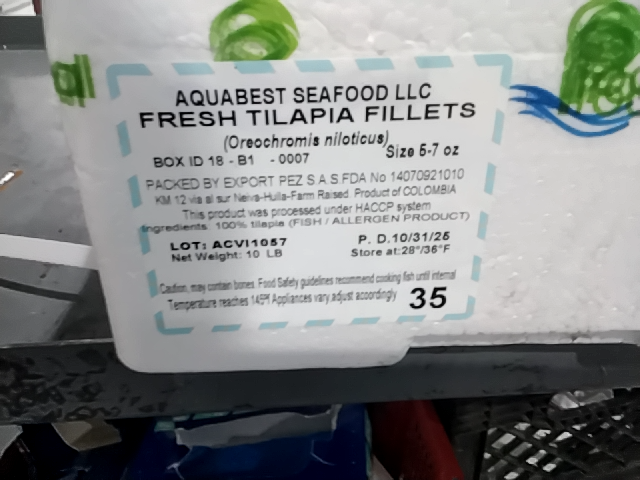 AQUABEST SEAFOOD LLC
FRESH TILAPIA FILLETS
(Oreochromis niloticus)
BOX ID 18 - B1 - 0007 Size 5-7 oz
PACKED BY EXPORT PEZ S.A.S.FDA No 14070921010
KM 12 via al sur Neiva-Huila-Farm Raised. Product of COLOMBIA
This product was processed under HACCP system
Ingredients: 100% tilapia (FISH / ALLERGEN PRODUCT)
LOT: ACVI1057 P. D.10/31/25
Net Weight: 10 LB Store at:28°/36°F
Caution, may contain bones. Food Safety guidelines recommend cooking fish until internal
Temperature reaches 145°f Appliances vary,adjust acoordingly 35